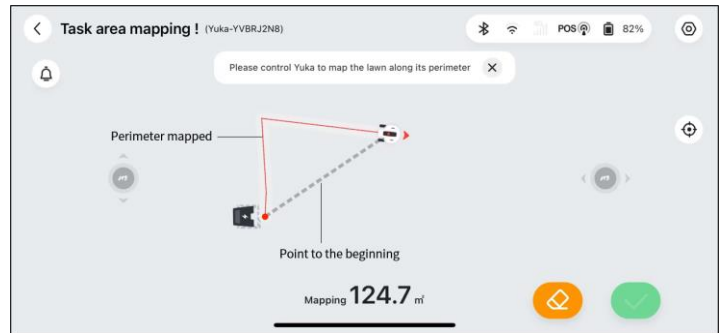 Task area mapping ! (Yuka-YVBRJ2N8)
POS 82%
Please control Yuka to map the lawn along its perimeter
Perimeter mapped
Point to the beginning
Mapping 124.7 ㎡